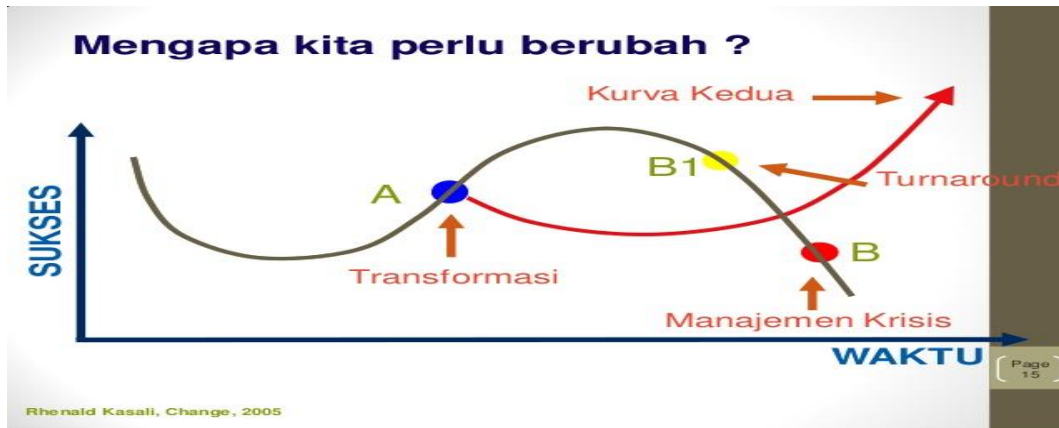 Mengapa kita perlu berubah ?
Kurva Kedua
B1
A
Turnaround
SUKSES
B
Transformasi
Manajemen Krisis
WAKTU
Page
15
Rhenald Kasali, Change, 2005